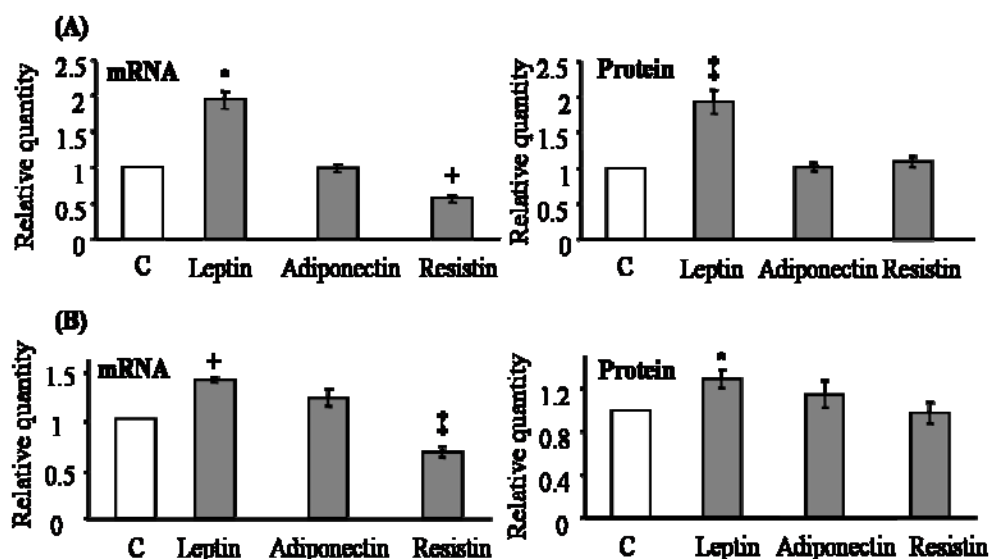 (A)
mRNA
Relative quantity
2.5
2
1.5
1
0.5
0
*
+
C Leptin Adiponectin Resistin
Protein
Relative quantity
2.5
2
1.5
1
0.5
0
‡
C Leptin Adiponectin Resistin
(B)
mRNA
Relative quantity
1.5
1
0.5
0
+
‡
C Leptin Adiponectin Resistin
Protein
Relative quantity
1.2
0.8
0.4
0
*
C Leptin Adiponectin Resistin